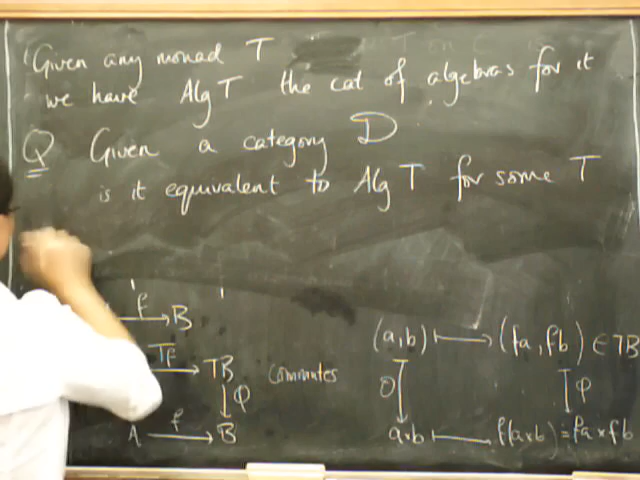 Given any monad T
we have Alg T the cat of algebras for it
Q Given a category D
is it equivalent to Alg T for some T
f
→ B
Tf
→ TB commutes
↓ φ
A → B
f
(a,b) ⟼ (fa, fb) ∈ TB
θ φ
a×b ⟼ f(a×b) = fa × fb